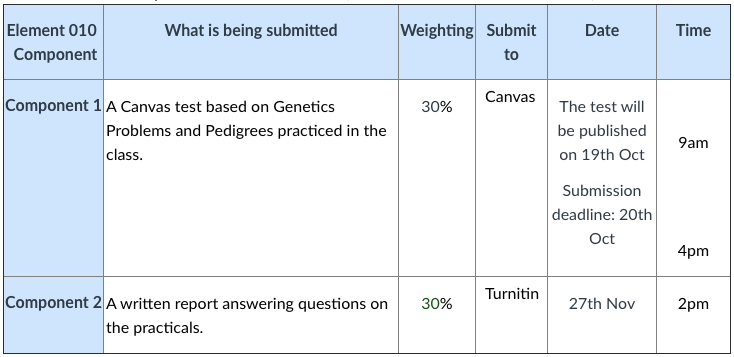 Element 010 Component
What is being submitted
Weighting
Submit to
Date
Time
Component 1
A Canvas test based on Genetics
Problems and Pedigrees practiced in the
class.
30%
Canvas
The test will
be published
on 19th Oct
Submission
deadline: 20th
Oct
9am
4pm
Component 2
A written report answering questions on
the practicals.
30%
Turnitin
27th Nov
2pm